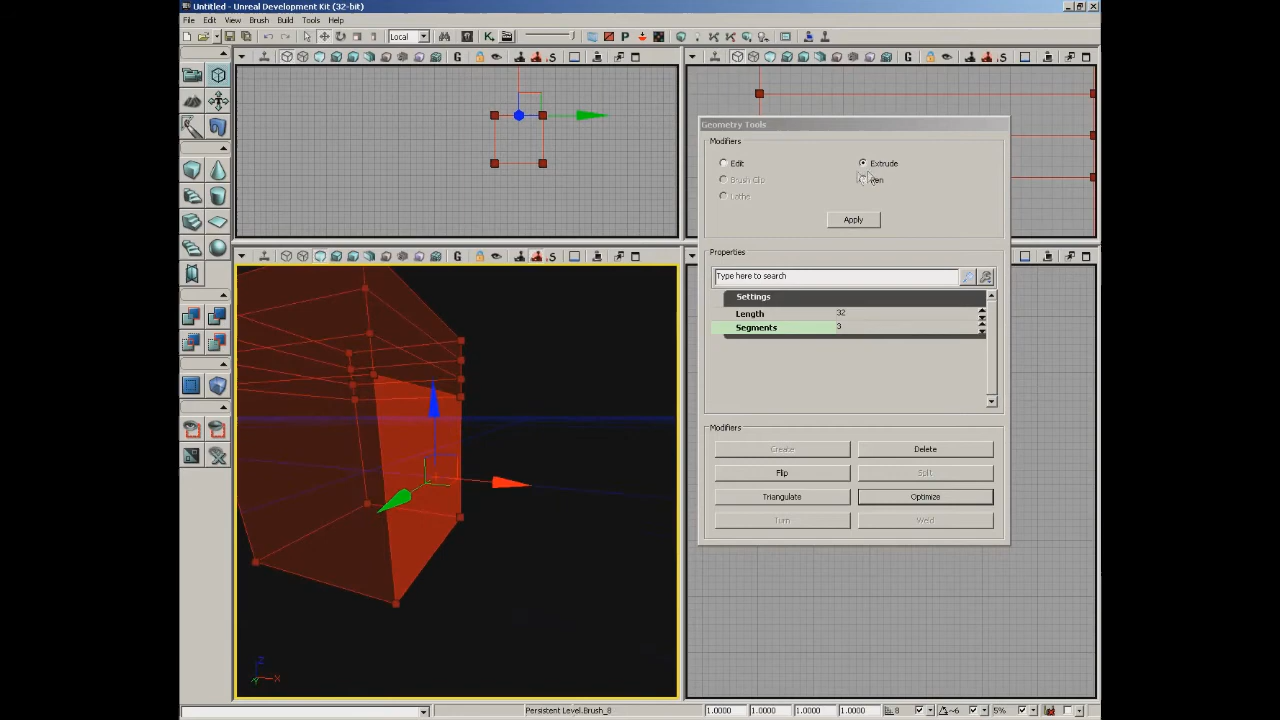 Untitled - Unreal Development Kit (32-bit)
File Edit View Brush Build Tools Help
Local
Geometry Tools
Modifiers
Edit Extrude
Brush Clip
Lathe
Apply
Properties
Type here to search
Settings
Length 32
Segments 3
Modifiers
Create Delete
Flip Split
Triangulate Optimize
Turn Weld
Z
X
Persistent Level.Brush_8 1.0000 1.0000 1.0000 1.0000 8 ~6 5%